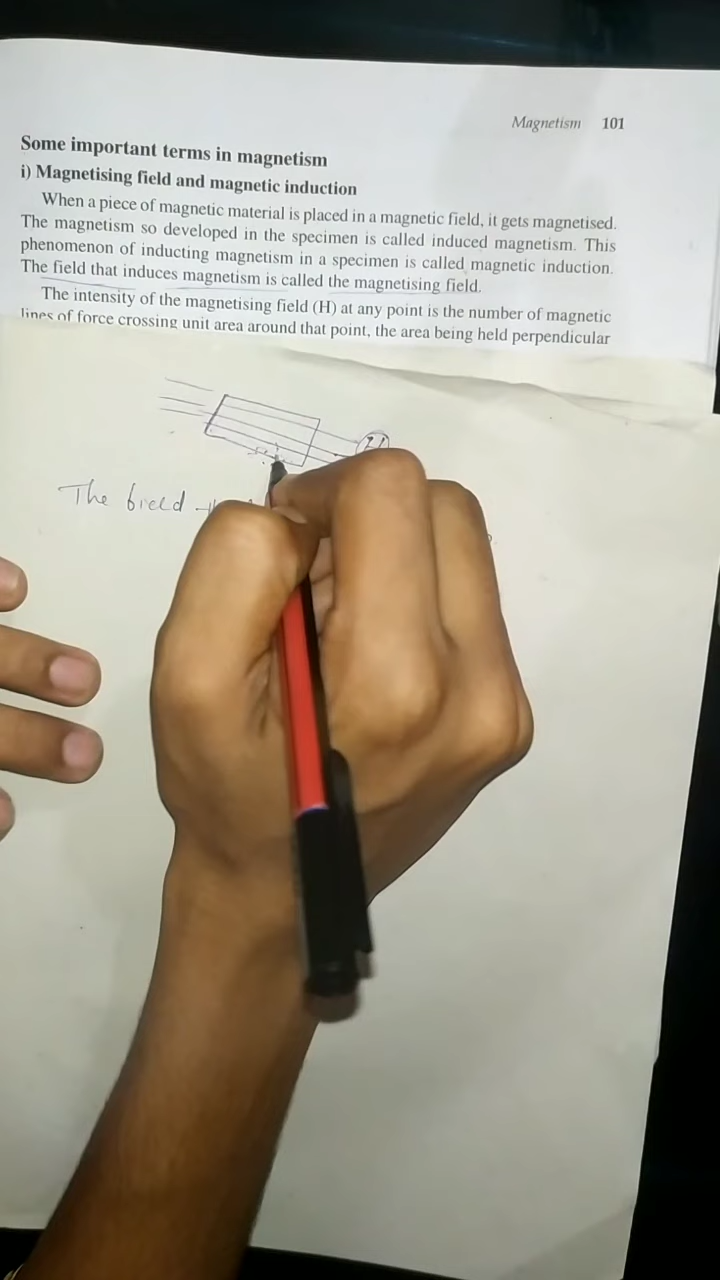 Magnetism 101
Some important terms in magnetism
i) Magnetising field and magnetic induction
When a piece of magnetic material is placed in a magnetic field, it gets magnetised.
The magnetism so developed in the specimen is called induced magnetism. This
phenomenon of inducting magnetism in a specimen is called magnetic induction.
The field that induces magnetism is called the magnetising field.
The intensity of the magnetising field (H) at any point is the number of magnetic
lines of force crossing unit area around that point, the area being held perpendicular
H
The field